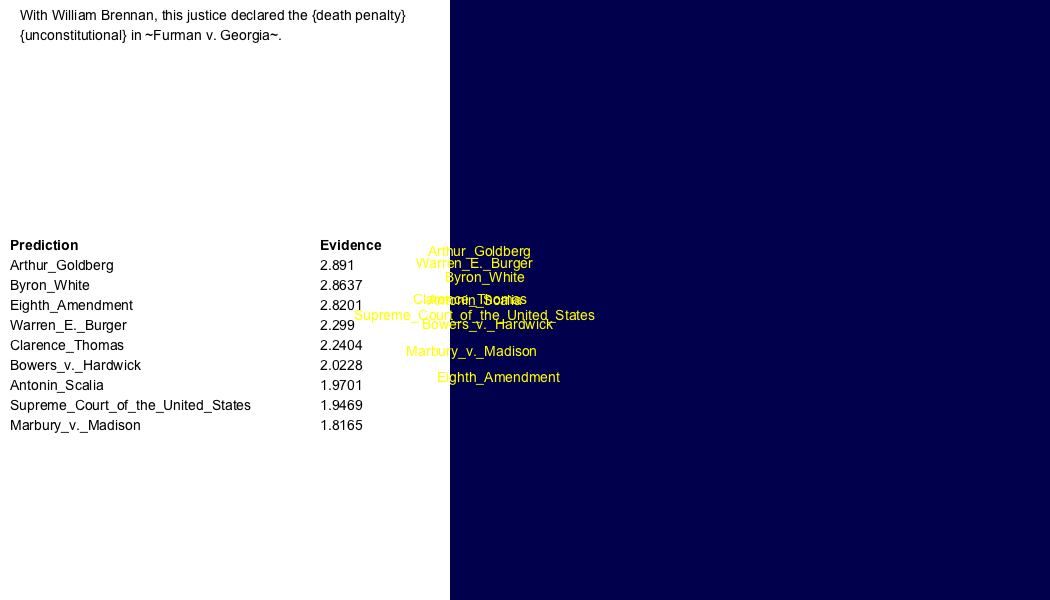 With William Brennan, this justice declared the {death penalty}
{unconstitutional} in ~Furman v. Georgia~.
Prediction Evidence
Arthur_Goldberg 2.891
Byron_White 2.8637
Eighth_Amendment 2.8201
Warren_E._Burger 2.299
Clarence_Thomas 2.2404
Bowers_v._Hardwick 2.0228
Antonin_Scalia 1.9701
Supreme_Court_of_the_United_States 1.9469
Marbury_v._Madison 1.8165
Arthur_Goldberg
Warren_E._Burger
Byron_White
Clarence_Thomas
Antonin_Scalia
Supreme_Court_of_the_United_States
Bowers_v._Hardwick
Marbury_v._Madison
Eighth_Amendment